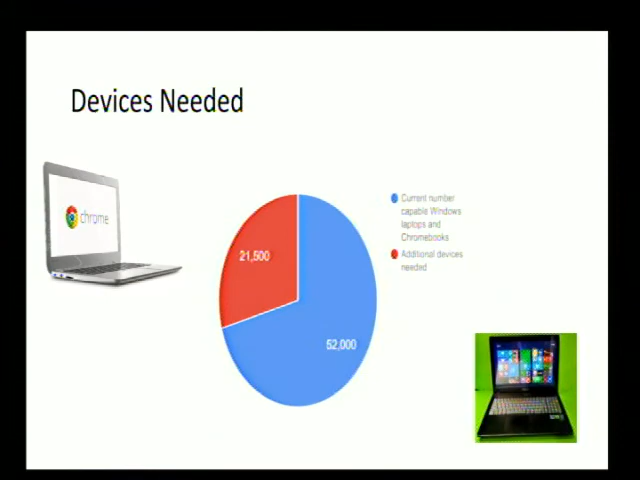 Devices Needed
chrome
21,500
52,000
Current number
capable Windows
laptops and
Chromebooks
Additional devices
needed